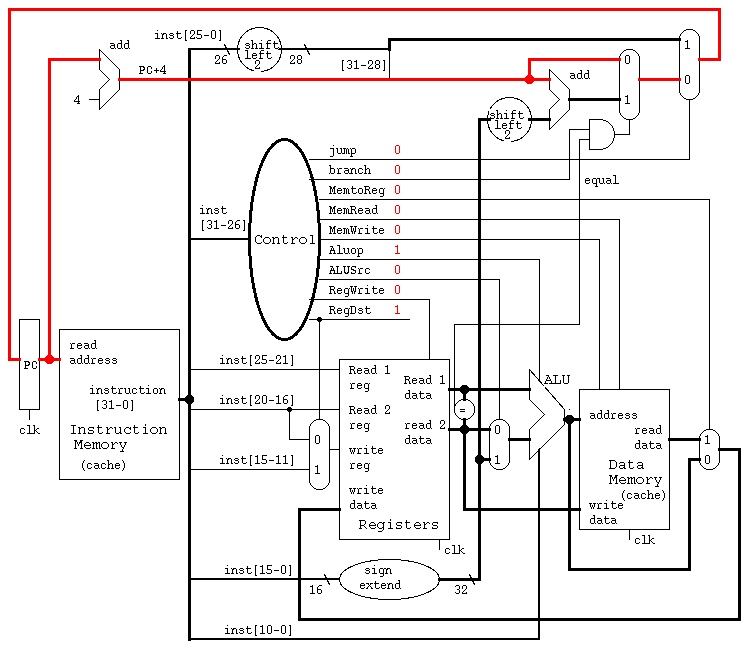 inst[25-0]
26
shift
left
2
28
[31-28]
1
0
add
PC+4
4
0
1
add
shift
left
2
equal
jump 0
branch 0
MemtoReg 0
MemRead 0
MemWrite 0
Aluop 1
ALUSrc 0
RegWrite 0
RegDst 1
inst
[31-26]
Control
PC
clk
read
address
instruction
[31-0]
Instruction
Memory
(cache)
inst[25-21]
inst[20-16]
inst[15-11]
0
1
Read 1
reg
Read 2
reg
write
reg
write
data
Read 1
data
read 2
data
Registers
clk
=
0
1
ALU
address
read
data
Data
Memory
(cache)
write
data
clk
1
0
inst[15-0]
16
sign
extend
32
inst[10-0]